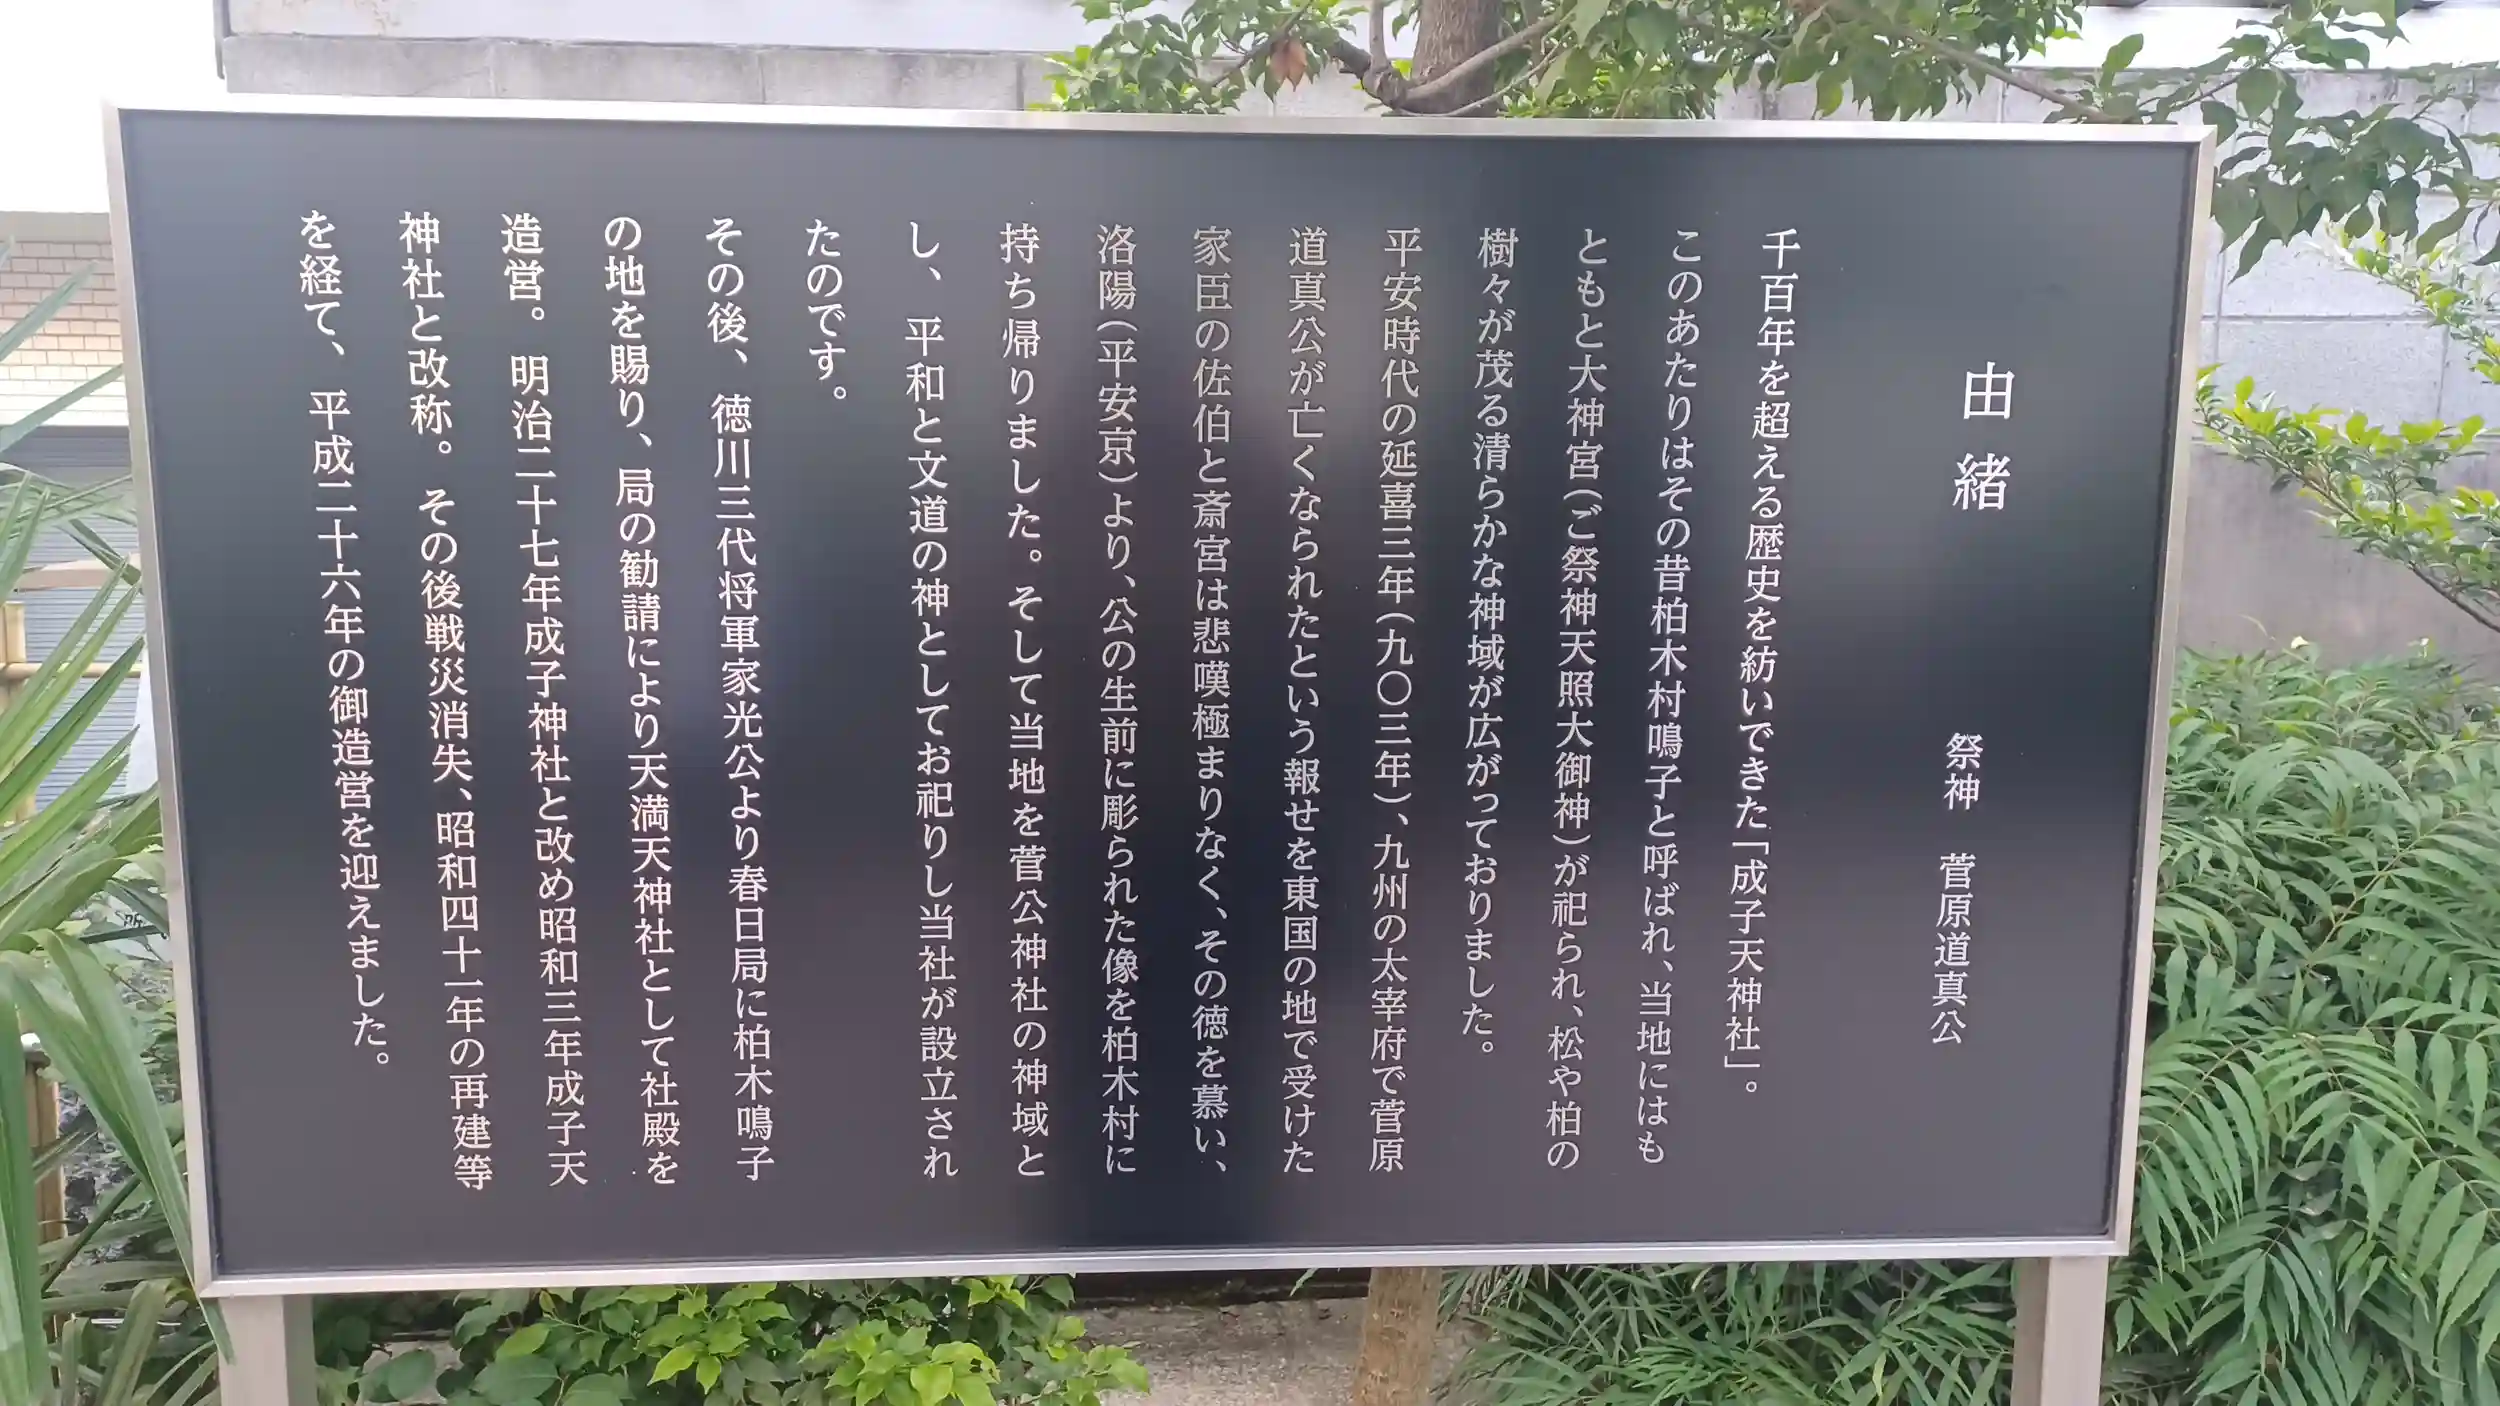 由緒
祭神　菅原道真公
千百年を超える歴史を紡いできた「成子天神社」。
このあたりはその昔柏木村鳴子と呼ばれ、当地にはも
ともと大神宮(ご祭神天照大御神)が祀られ、松や柏の
樹々が茂る清らかな神域が広がっておりました。
平安時代の延喜三年(九〇三年)、九州の太宰府で菅原
道真公が亡くなられたという報せを東国の地で受けた
家臣の佐伯と斎宮は悲嘆極まりなく、その徳を慕い、
洛陽(平安京)より、公の生前に彫られた像を柏木村に
持ち帰りました。そして当地を菅公神社の神域と
し、平和と文道の神としてお祀りし当社が設立され
たのです。
その後、徳川三代将軍家光公より春日局に柏木鳴子
の地を賜り、局の勧請により天満天神社として社殿を
造営。明治二十七年成子神社と改め昭和三年成子天
神社と改称。その後戦災消失、昭和四十一年の再建等
を経て、平成二十六年の御造営を迎えました。